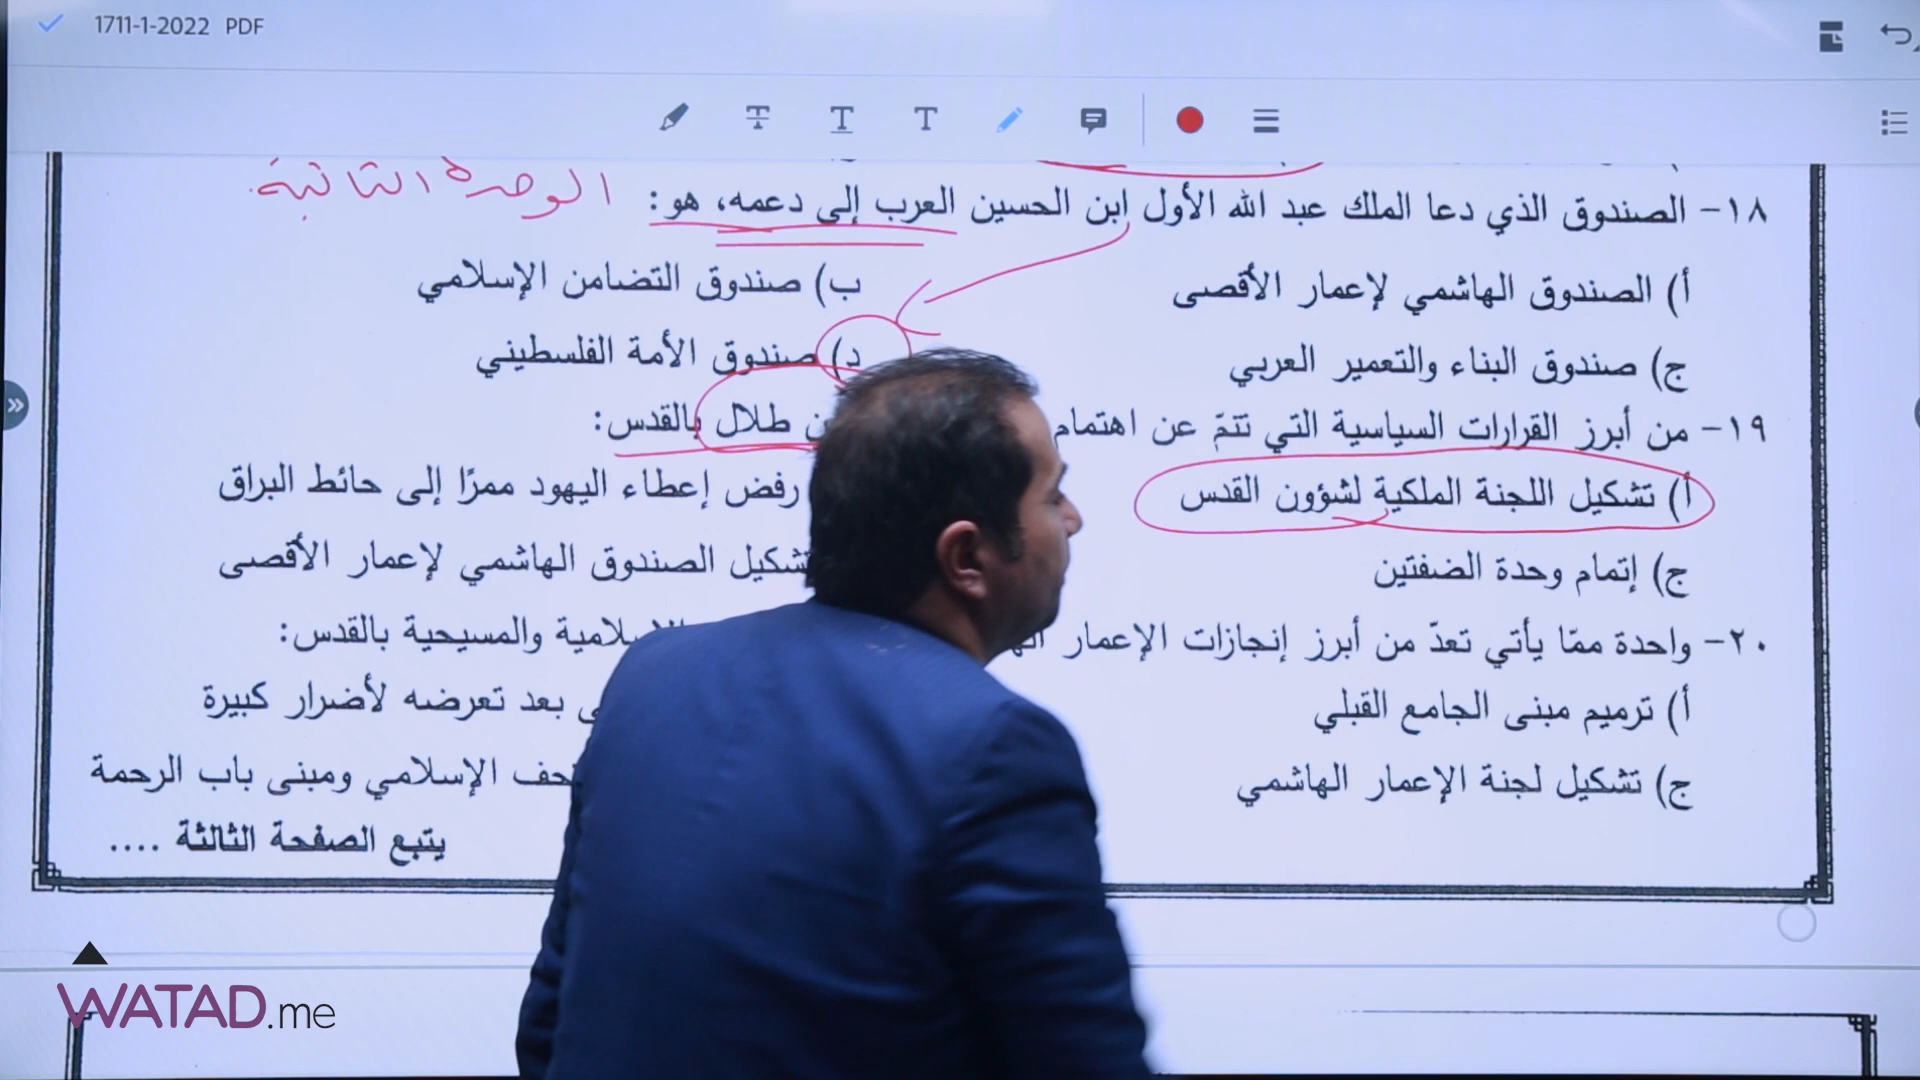 1711-1-2022 PDF
الوحدة الثانية
١٨- الصندوق الذي دعا الملك عبد الله الأول ابن الحسين العرب إلى دعمه، هو:
أ) الصندوق الهاشمي لإعمار الأقصى
ب) صندوق التضامن الإسلامي
ج) صندوق البناء والتعمير العربي
د) صندوق الأمة الفلسطيني
١٩- من أبرز القرارات السياسية التي تنمّ عن اهتمام بن طلال بالقدس:
أ) تشكيل اللجنة الملكية لشؤون القدس
رفض إعطاء اليهود ممرًا إلى حائط البراق
ج) إتمام وحدة الضفتين
تشكيل الصندوق الهاشمي لإعمار الأقصى
٢٠- واحدة ممّا يأتي تعدّ من أبرز إنجازات الإعمار الإسلامية والمسيحية بالقدس:
أ) ترميم مبنى الجامع القبلي
بعد تعرضه لأضرار كبيرة
ج) تشكيل لجنة الإعمار الهاشمي
الإسلامي ومبنى باب الرحمة
يتبع الصفحة الثالثة ....
WATAD.me